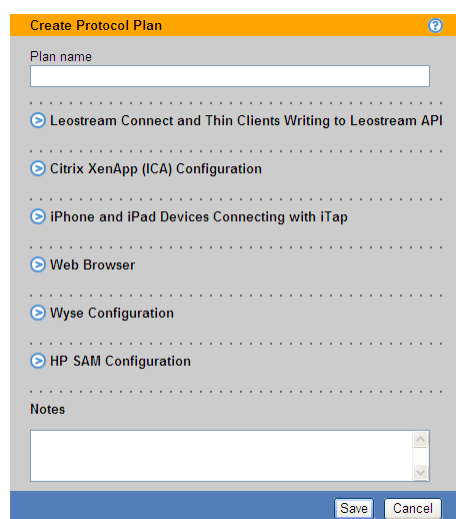 Create Protocol Plan
Plan name
Leostream Connect and Thin Clients Writing to Leostream API
Citrix XenApp (ICA) Configuration
iPhone and iPad Devices Connecting with iTap
Web Browser
Wyse Configuration
HP SAM Configuration
Notes
Save Cancel